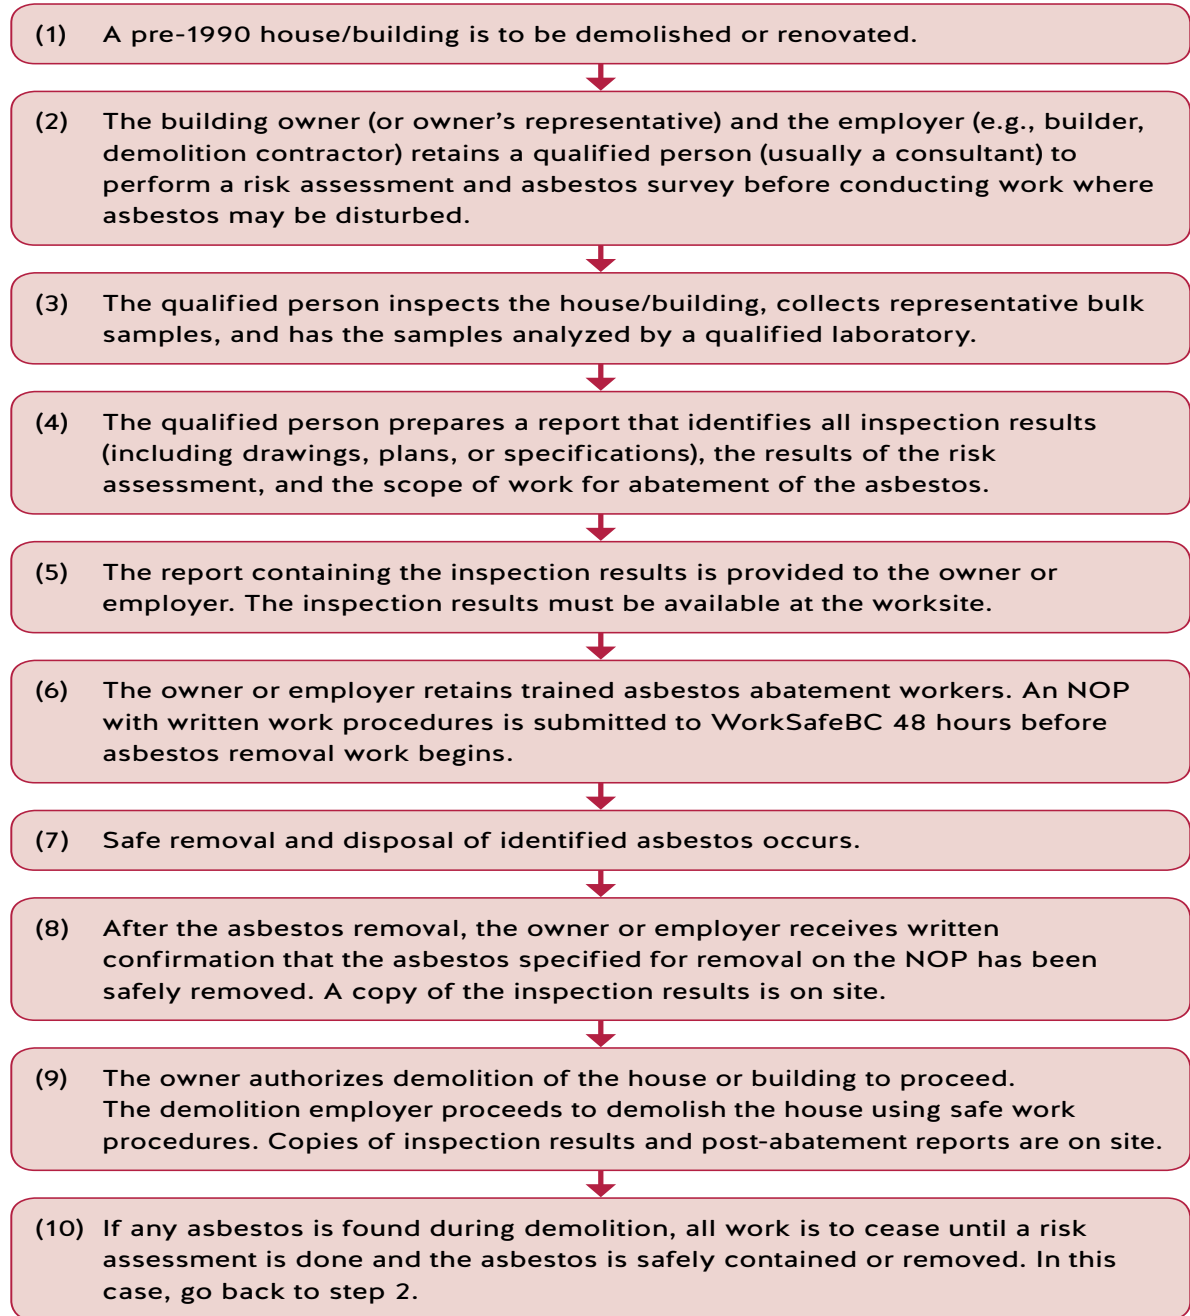 (1) A pre-1990 house/building is to be demolished or renovated.
(2) The building owner (or owner's representative) and the employer (e.g., builder,
demolition contractor) retains a qualified person (usually a consultant) to
perform a risk assessment and asbestos survey before conducting work where
asbestos may be disturbed.
(3) The qualified person inspects the house/building, collects representative bulk
samples, and has the samples analyzed by a qualified laboratory.
(4) The qualified person prepares a report that identifies all inspection results
(including drawings, plans, or specifications), the results of the risk
assessment, and the scope of work for abatement of the asbestos.
(5) The report containing the inspection results is provided to the owner or
employer. The inspection results must be available at the worksite.
(6) The owner or employer retains trained asbestos abatement workers. An NOP
with written work procedures is submitted to WorkSafeBC 48 hours before
asbestos removal work begins.
(7) Safe removal and disposal of identified asbestos occurs.
(8) After the asbestos removal, the owner or employer receives written
confirmation that the asbestos specified for removal on the NOP has been
safely removed. A copy of the inspection results is on site.
(9) The owner authorizes demolition of the house or building to proceed.
The demolition employer proceeds to demolish the house using safe work
procedures. Copies of inspection results and post-abatement reports are on site.
(10) If any asbestos is found during demolition, all work is to cease until a risk
assessment is done and the asbestos is safely contained or removed. In this
case, go back to step 2.